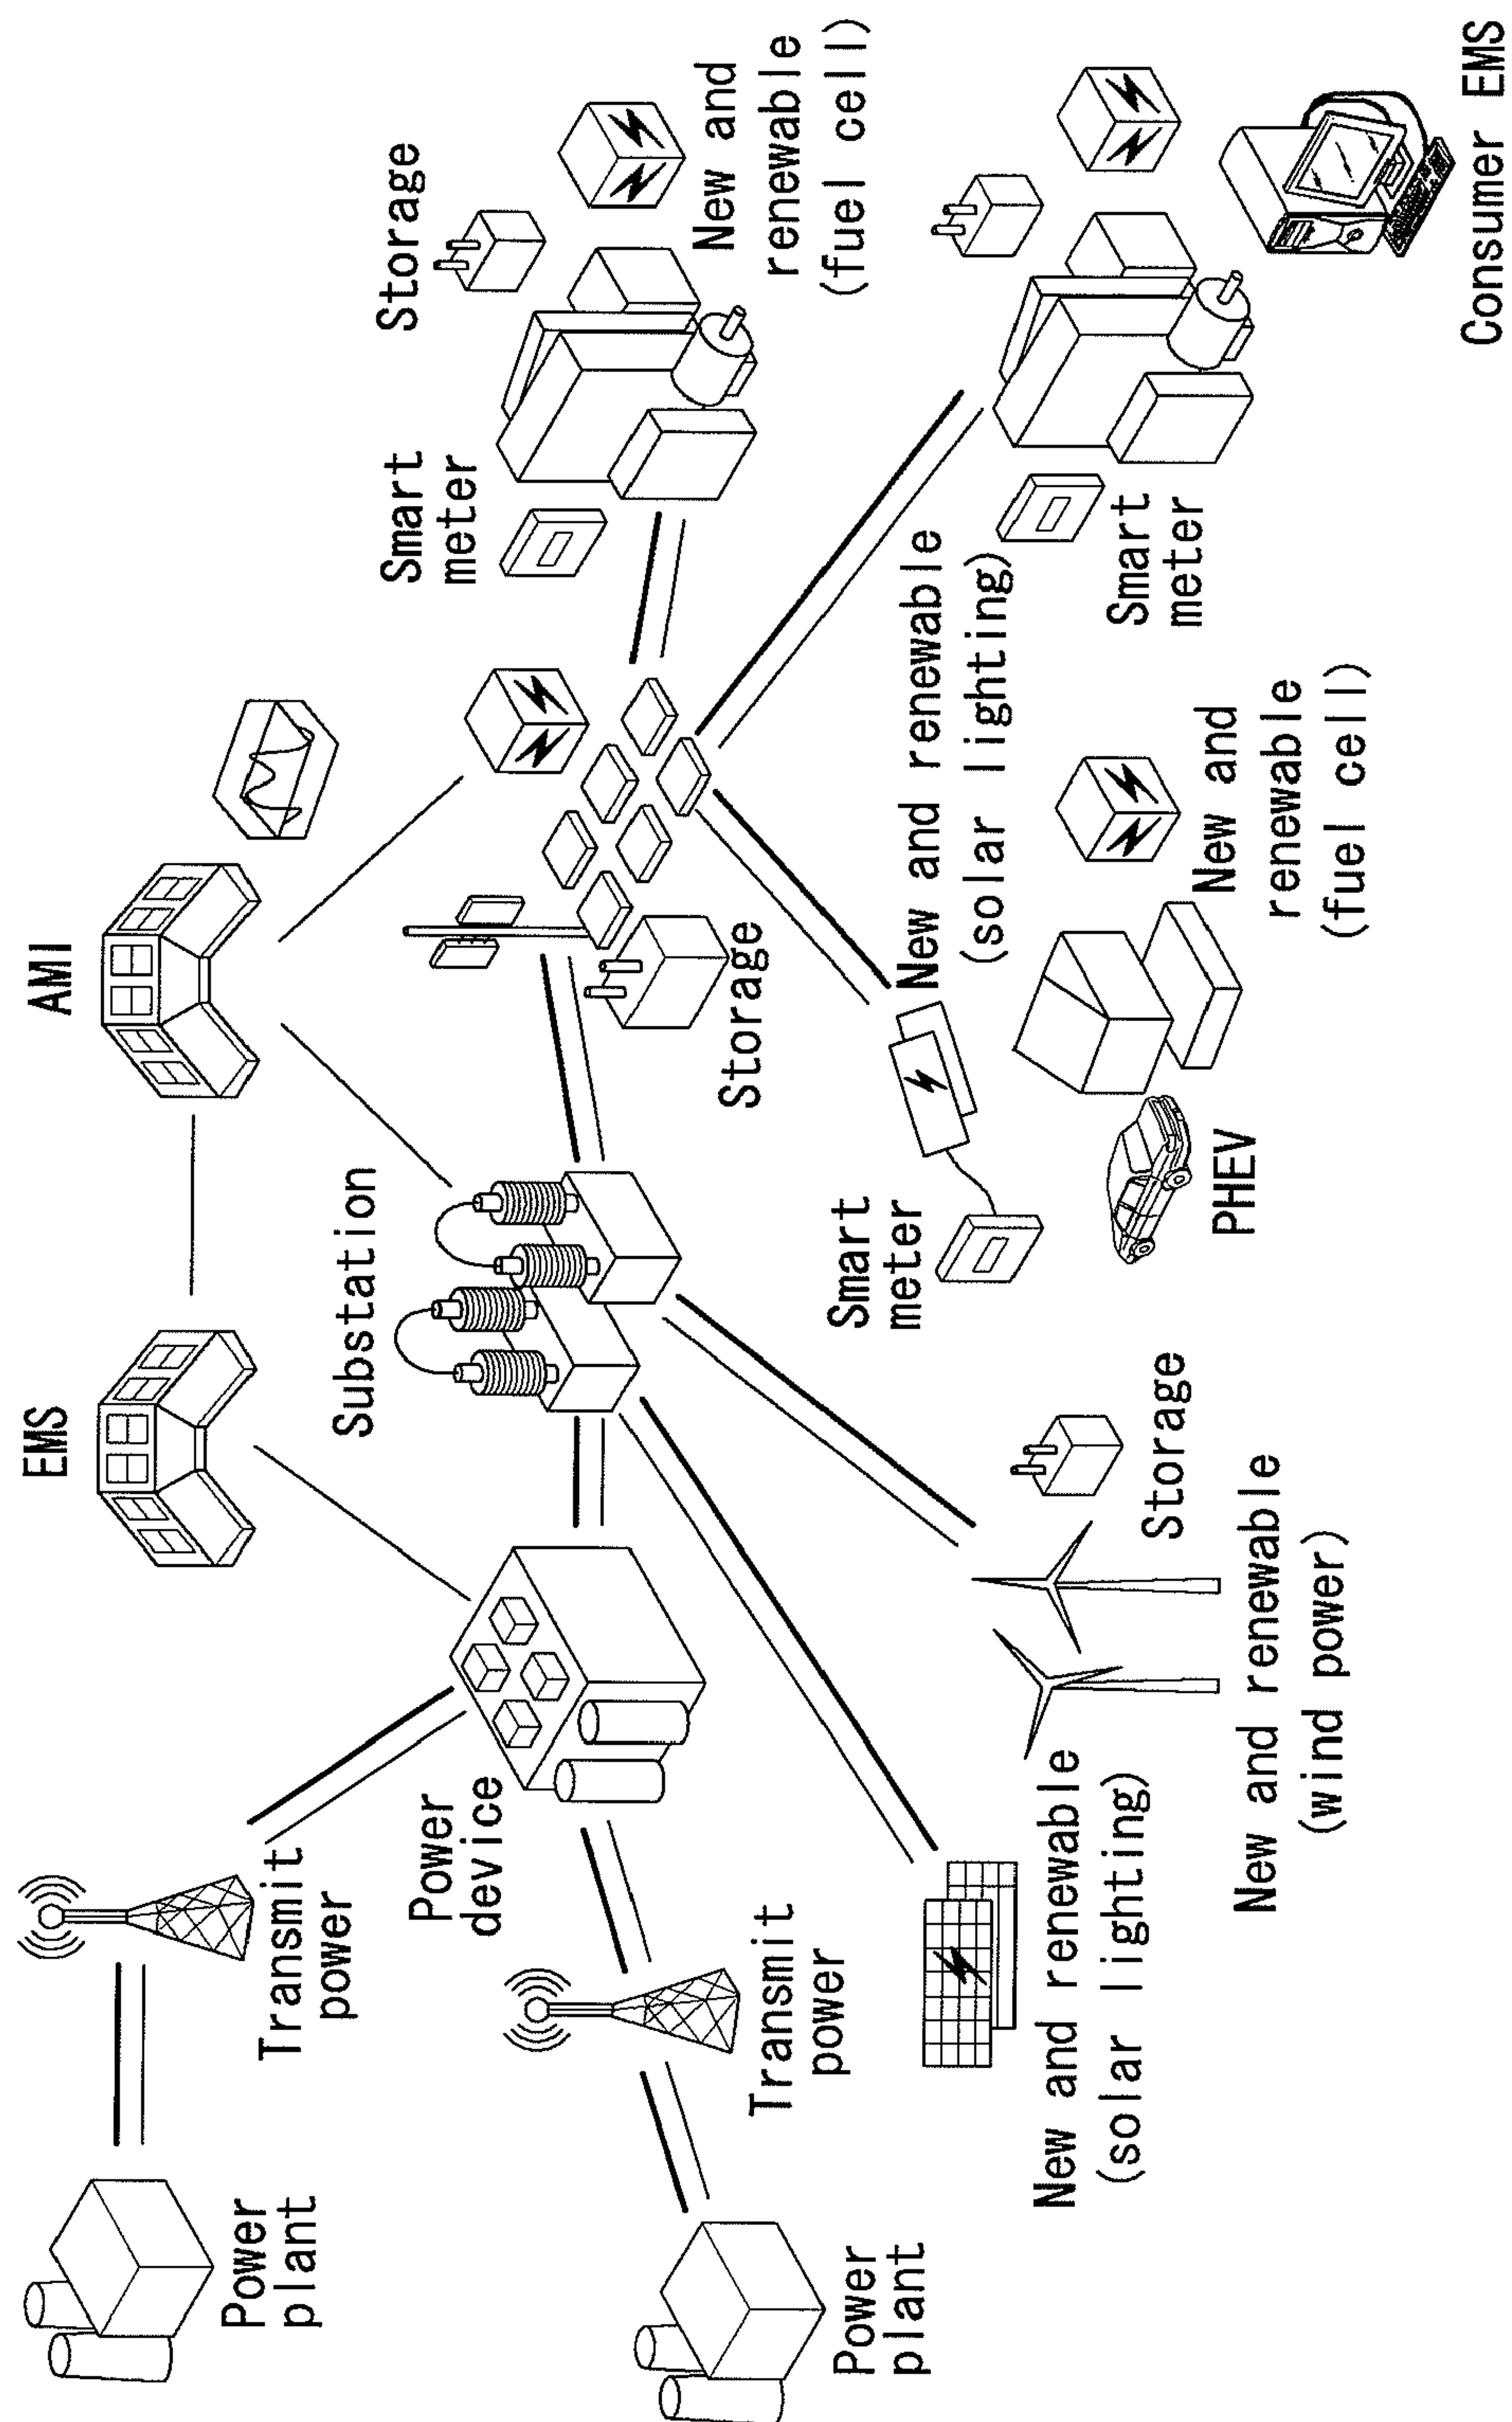 EMS
AMI
Storage
Smart
meter
New and
renewable
(fuel cell)
Substation
Transmit
power
Power
plant
Power
device
Storage
Transmit
power
Power
plant
Smart
meter
New and renewable
(solar lighting)
Smart
meter
New and
renewable
(fuel cell)
PHEV
Storage
New and renewable
(solar lighting)
New and renewable
(wind power)
Consumer EMS